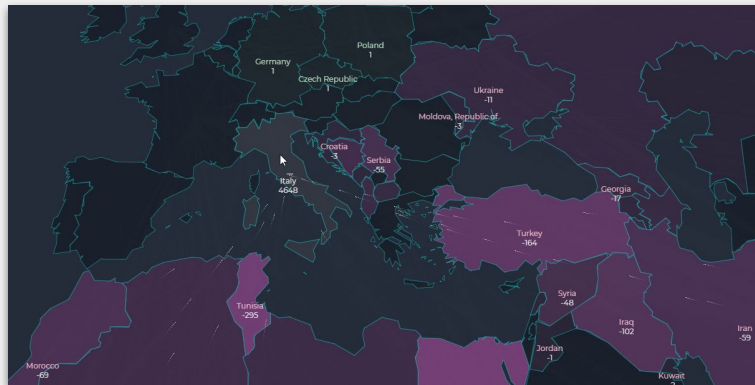 Poland
1
Germany
1
Czech Republic
1
Ukraine
-11
Moldova, Republic of
-3
Croatia
-3
Serbia
-55
Italy
4648
Georgia
-17
Turkey
-164
Tunisia
-295
Syria
-48
Iraq
-102
Iran
-59
Jordan
-1
Morocco
-69
Kuwait